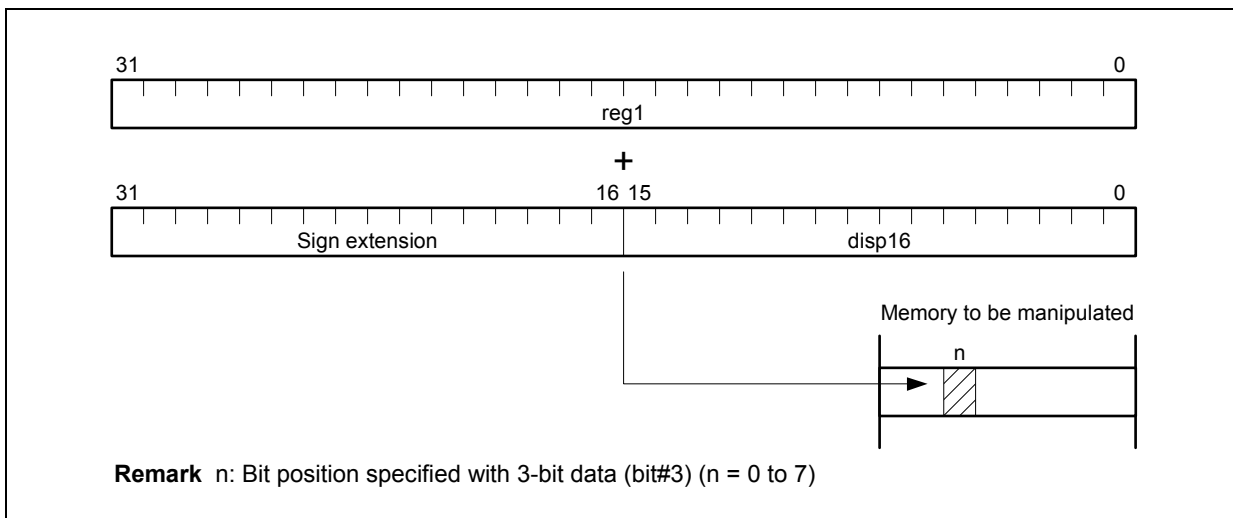 31 0
reg1
+
31 16 15 0
Sign extension disp16
Memory to be manipulated
n
Remark n: Bit position specified with 3-bit data (bit#3) (n = 0 to 7)